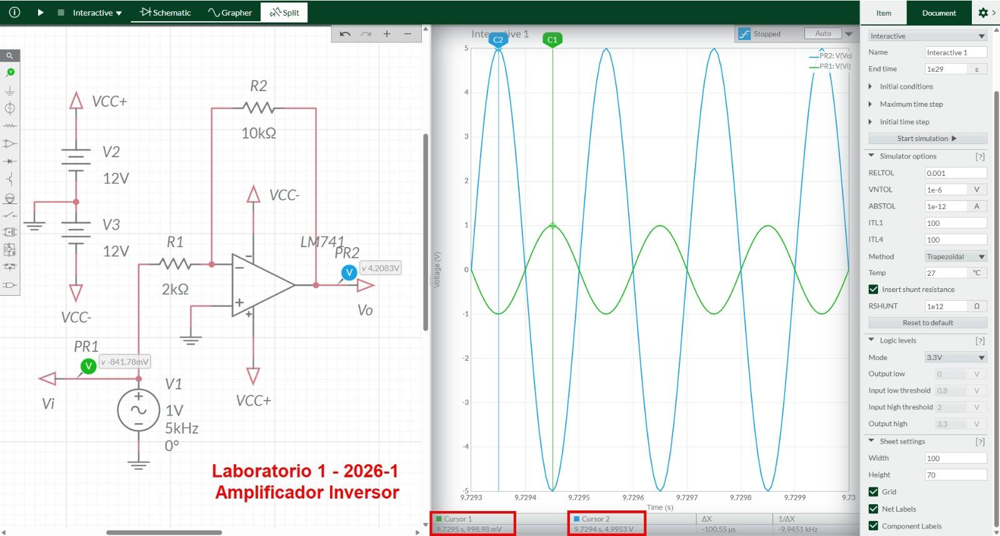 Interactive
Schematic
Grapher
Split
Item
Document
VCC+
V2
12V
V3
12V
VCC-
R2
10kΩ
VCC-
R1
2kΩ
LM741
PR2
v 4.2083V
Vo
PR1
v -841.78mV
Vi
V1
1V
5kHz
0°
VCC+
Laboratorio 1 - 2026-1
Amplificador Inversor
Interactive 1
C2
C1
Stopped
Auto
PR2: V(Vo)
PR1: V(Vi)
5
4
3
2
1
0
-1
-2
-3
-4
-5
Voltage (V)
9.7293
9.7294
9.7295
9.7296
9.7297
9.7298
9.7299
9.73
Time (s)
Cursor 1
Cursor 2
ΔX
1/ΔX
9.7295 s, 998.98 mV
9.7294 s, 4.9953 V
-100.55 µs
-9.9451 kHz
Interactive
Name Interactive 1
End time 1e29 s
Initial conditions
Maximum time step
Initial time step
Start simulation
Simulator options [?]
RELTOL 0.001
VNTOL 1e-6 V
ABSTOL 1e-12 A
ITL1 100
ITL4 100
Method Trapezoidal
Temp 27 °C
Insert shunt resistance
RSHUNT 1e12 Ω
Reset to default
Logic levels [?]
Mode 3.3V
Output low 0 V
Input low threshold 0.8 V
Input high threshold 2 V
Output high 3.3 V
Sheet settings [?]
Width 100
Height 70
Grid
Net Labels
Component Labels